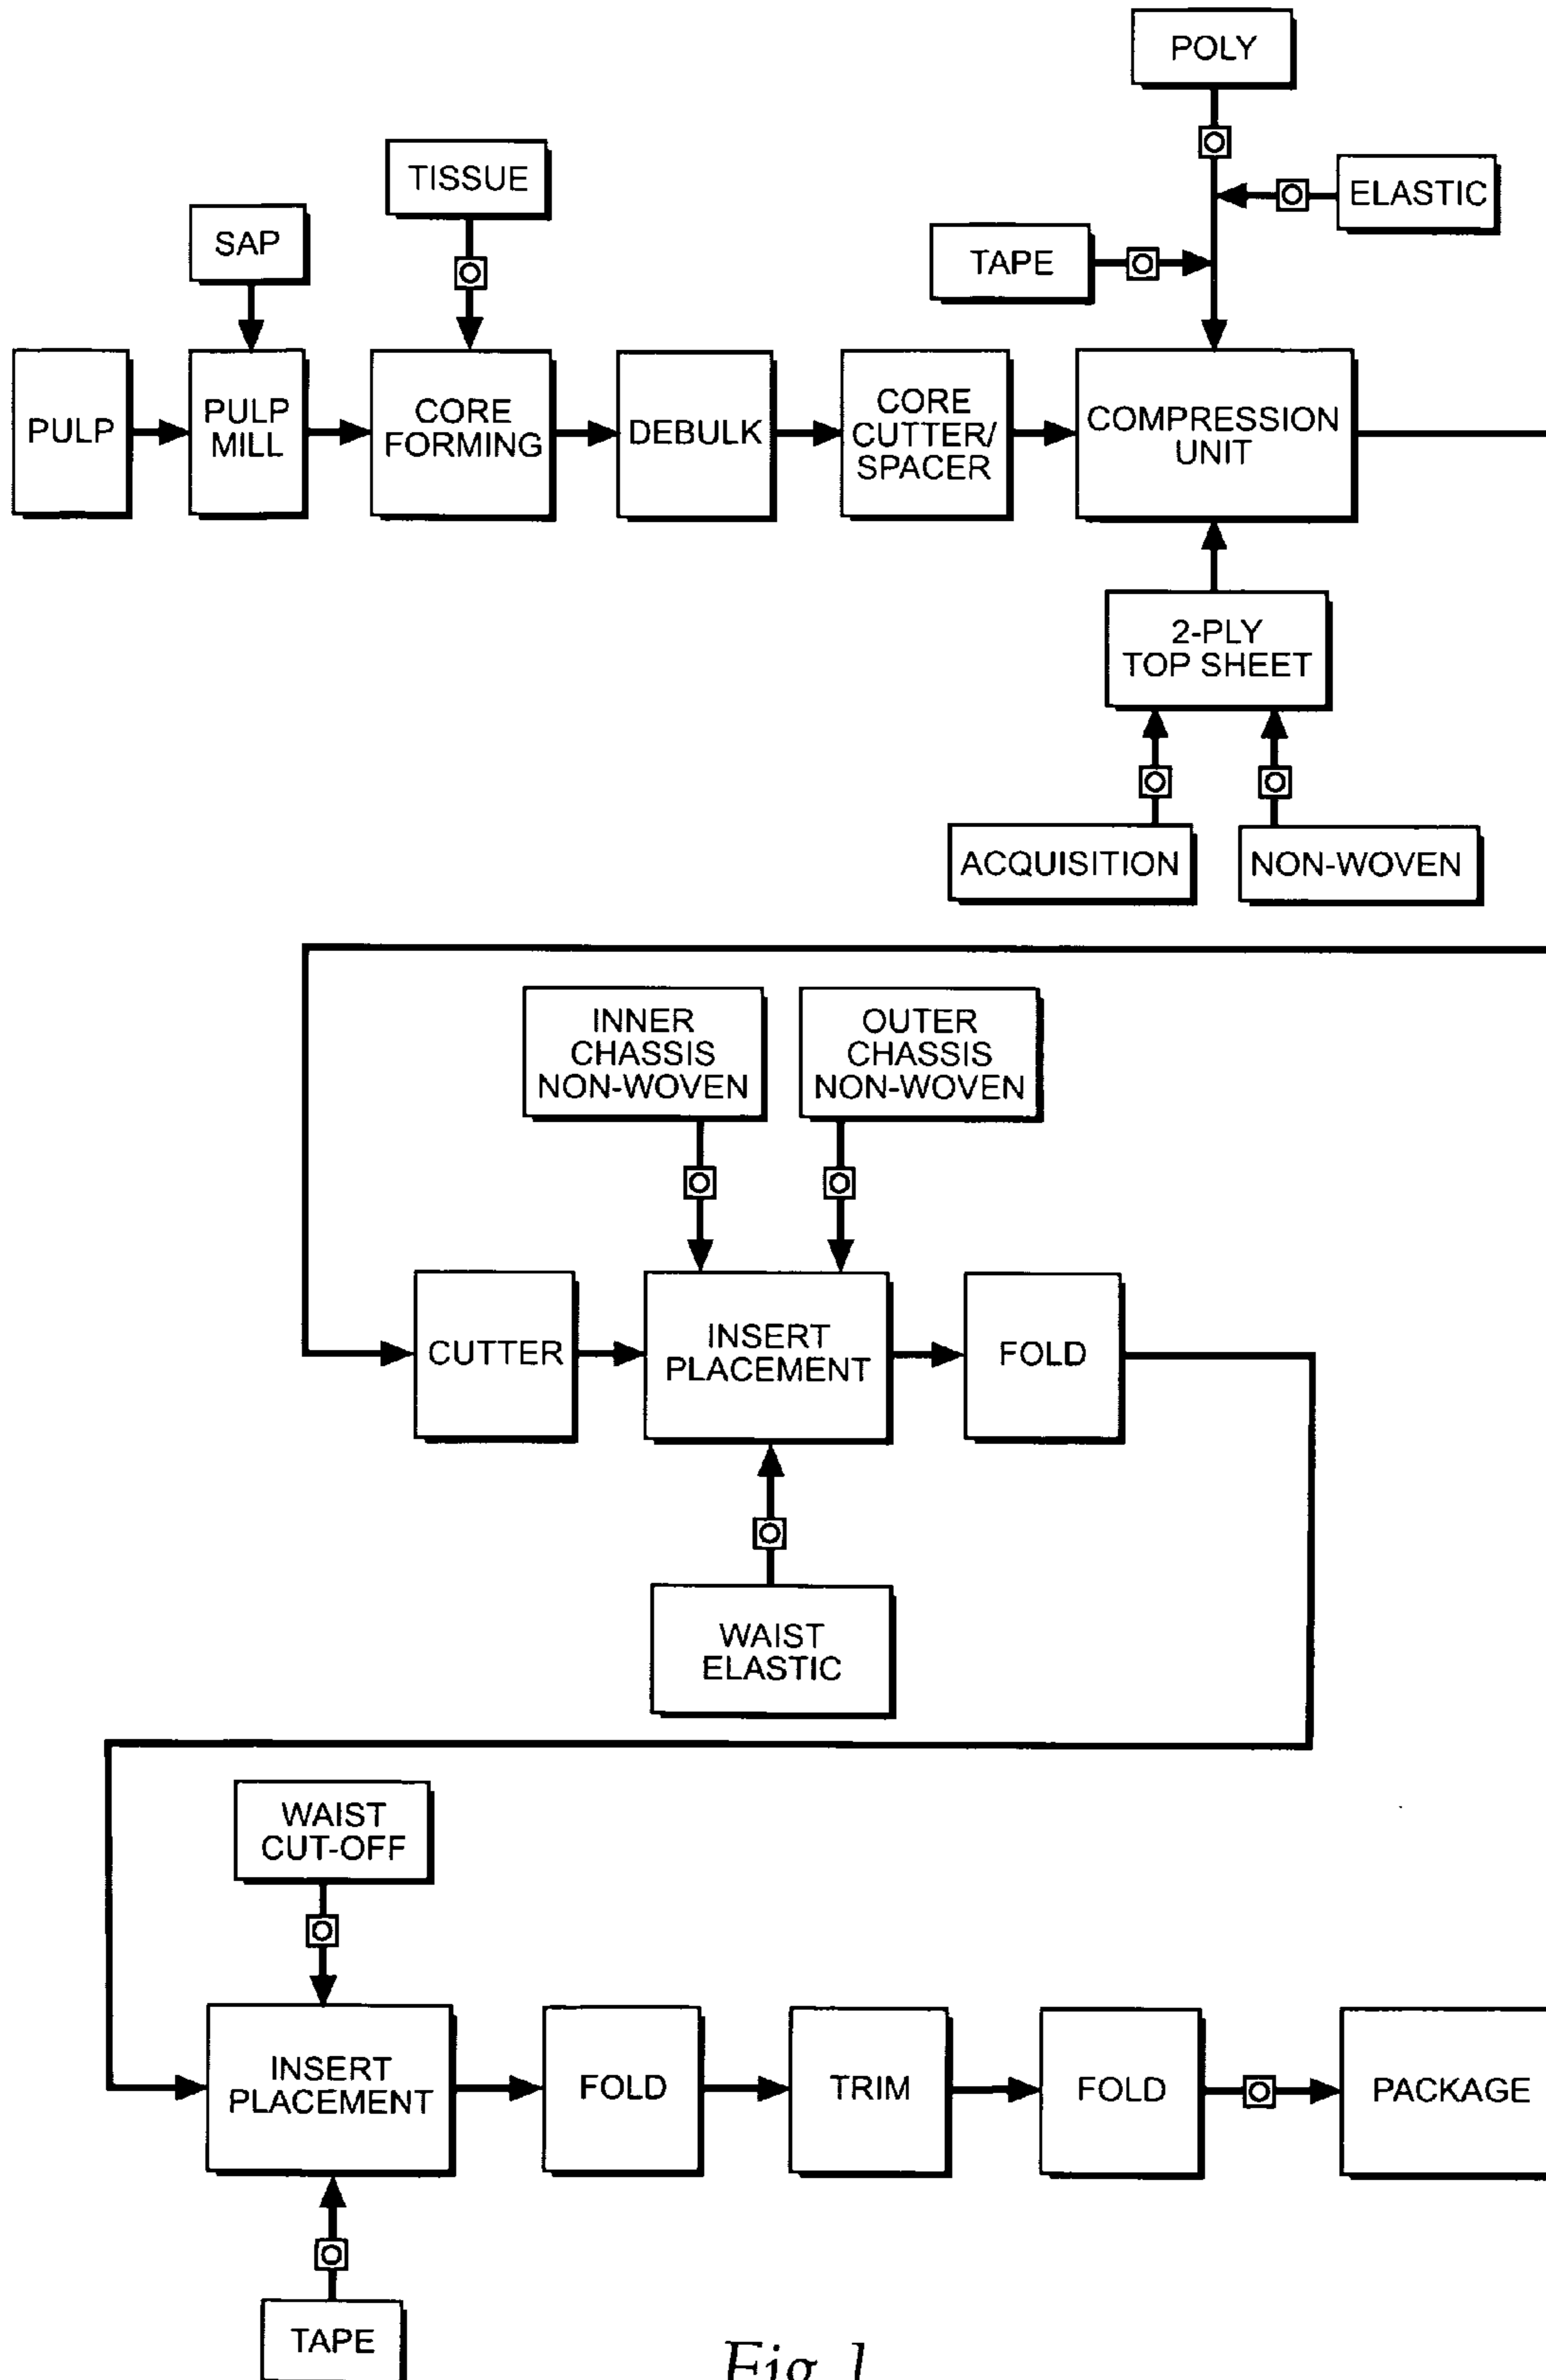 POLY
TISSUE
ELASTIC
SAP
TAPE
PULP
PULP
MILL
CORE
FORMING
DEBULK
CORE
CUTTER/
SPACER
COMPRESSION
UNIT
2-PLY
TOP SHEET
ACQUISITION
NON-WOVEN
INNER
CHASSIS
NON-WOVEN
OUTER
CHASSIS
NON-WOVEN
CUTTER
INSERT
PLACEMENT
FOLD
WAIST
ELASTIC
WAIST
CUT-OFF
INSERT
PLACEMENT
FOLD
TRIM
FOLD
PACKAGE
TAPE
Fig. 1